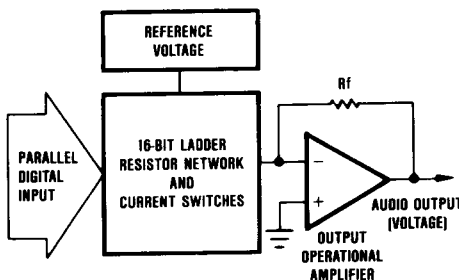 REFERENCE
VOLTAGE
Rf
PARALLEL
DIGITAL
INPUT
16-BIT LADDER
RESISTOR NETWORK
AND
CURRENT SWITCHES
−
+
AUDIO OUTPUT
(VOLTAGE)
OUTPUT
OPERATIONAL
AMPLIFIER